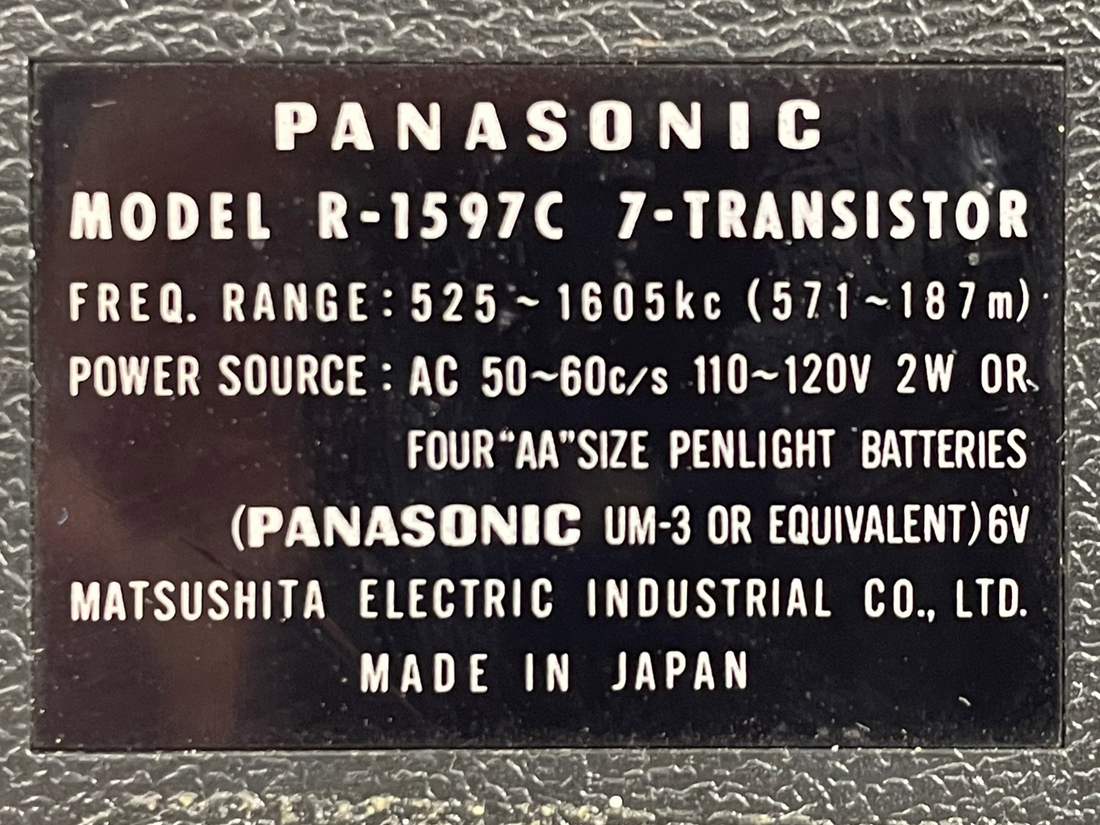 PANASONIC
MODEL R-1597C 7-TRANSISTOR
FREQ. RANGE: 525 ~ 1605kc (571~187m)
POWER SOURCE: AC 50~60c/s 110~120V 2W OR
FOUR "AA" SIZE PENLIGHT BATTERIES
(PANASONIC UM-3 OR EQUIVALENT) 6V
MATSUSHITA ELECTRIC INDUSTRIAL CO., LTD.
MADE IN JAPAN